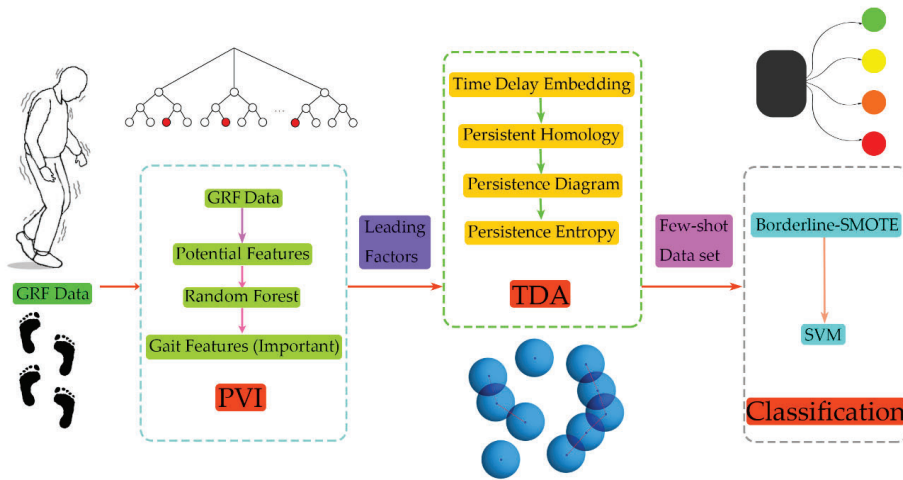 GRF Data
GRF Data
Potential Features
Random Forest
Gait Features (Important)
PVI
Leading
Factors
Time Delay Embedding
Persistent Homology
Persistence Diagram
Persistence Entropy
TDA
Few-shot
Data set
Borderline-SMOTE
SVM
Classification
...